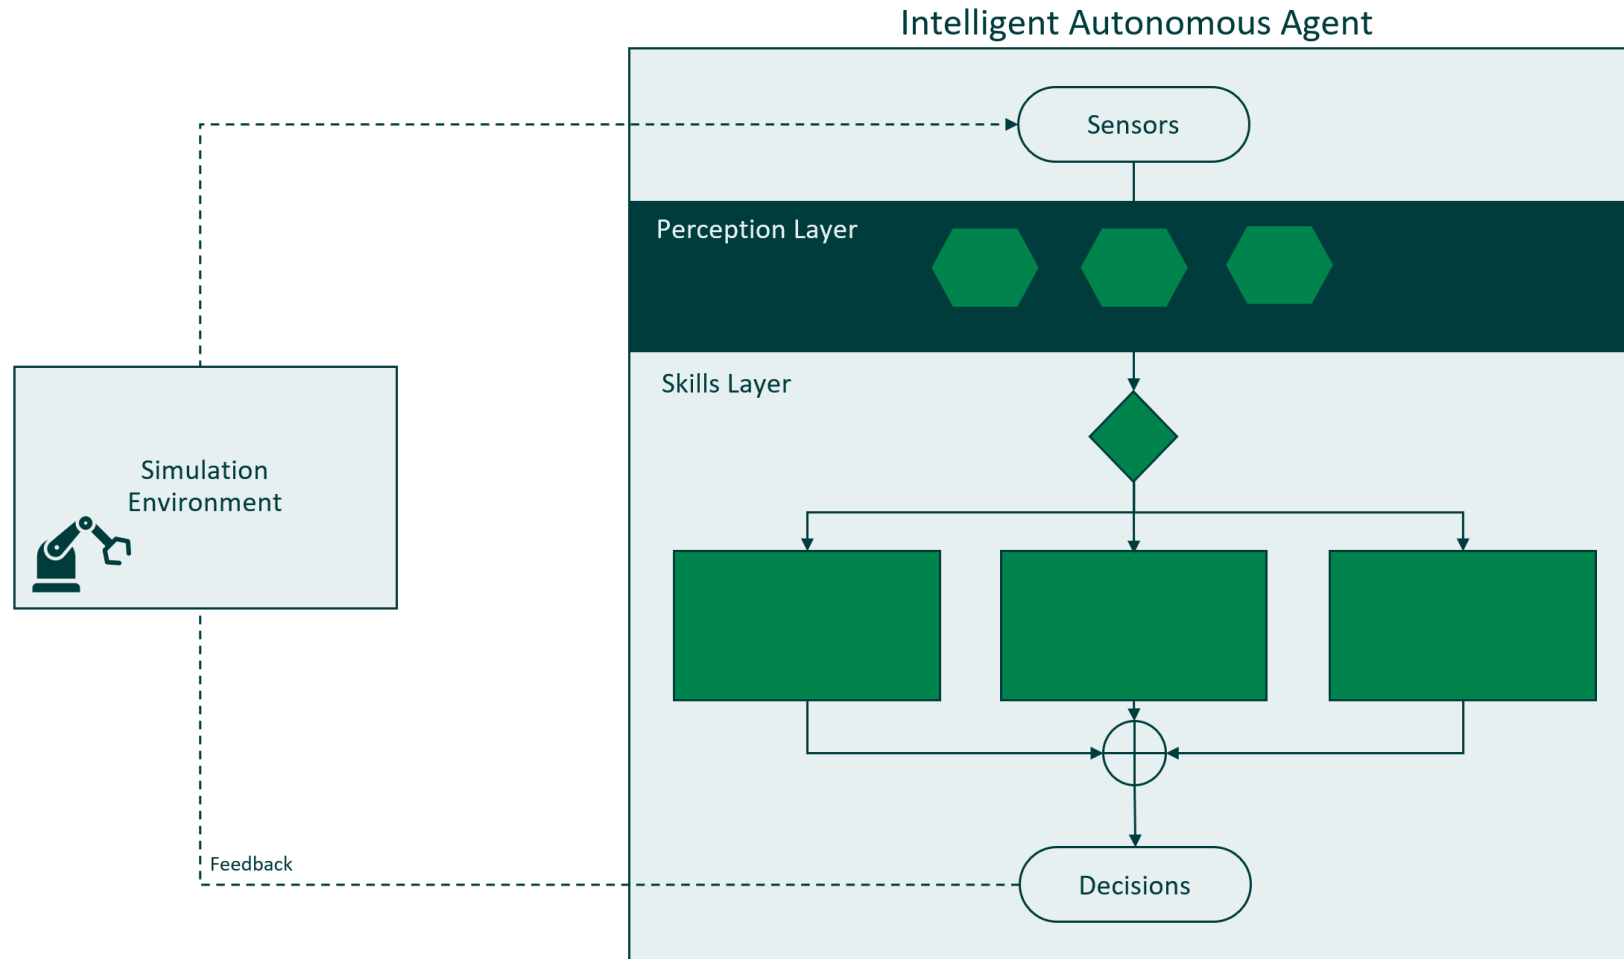 Intelligent Autonomous Agent
Sensors
Perception Layer
Skills Layer
Simulation
Environment
Feedback
Decisions